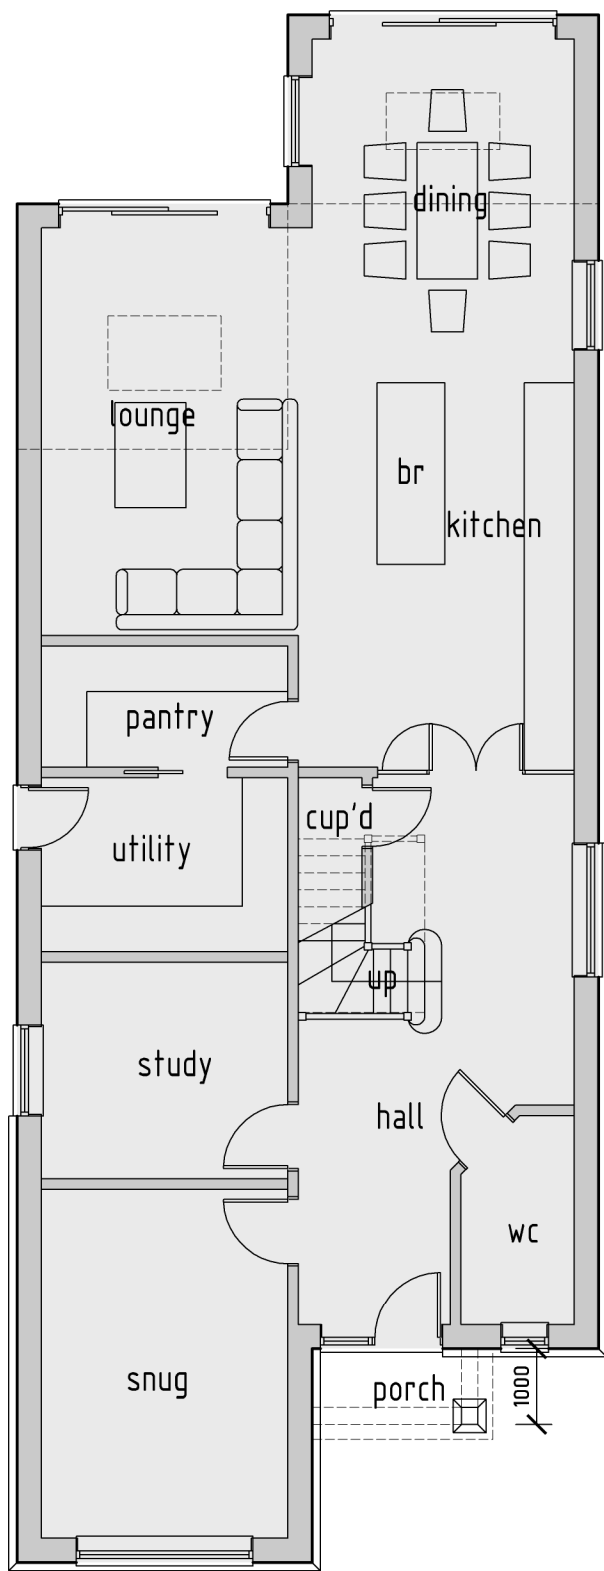 dining
lounge
br
kitchen
pantry
cup'd
utility
up
study
hall
wc
snug
porch
1000